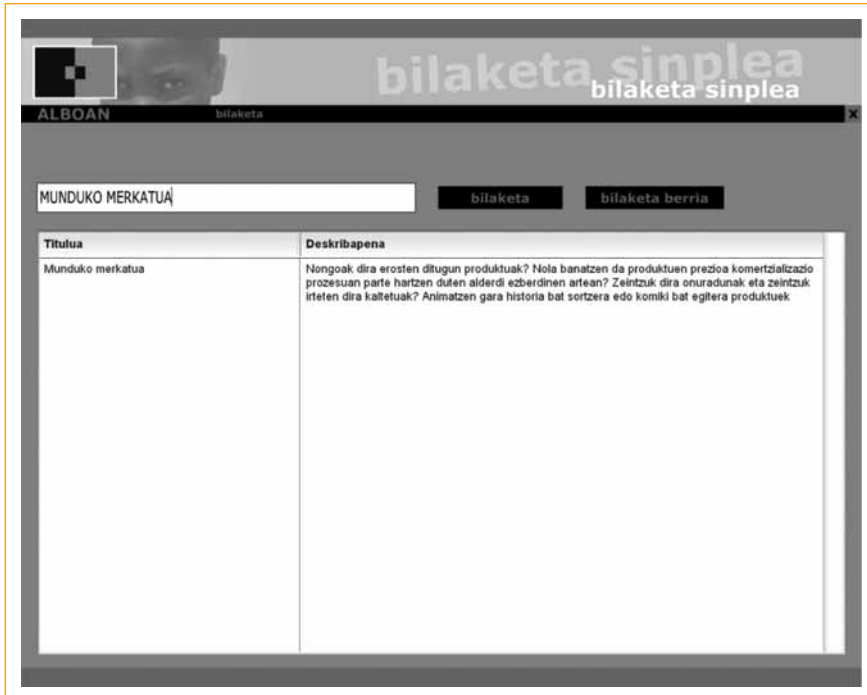 bilaketa sinplea
bilaketa sinplea
ALBOAN bilaketa
MUNDUKO MERKATUA bilaketa bilaketa berria
Titulua Deskribapena
Munduko merkatua Nongoak dira erosten ditugun produktuak? Nola banatzen da produktuen prezioa komertzializazio
prozesuan parte hartzen duten alderdi ezberdinen artean? Zeintzuk dira onuradunak eta zeintzuk
irteten dira kaltetuak? Animatzen gara historia bat sortzera edo komiki bat egitera produktuek